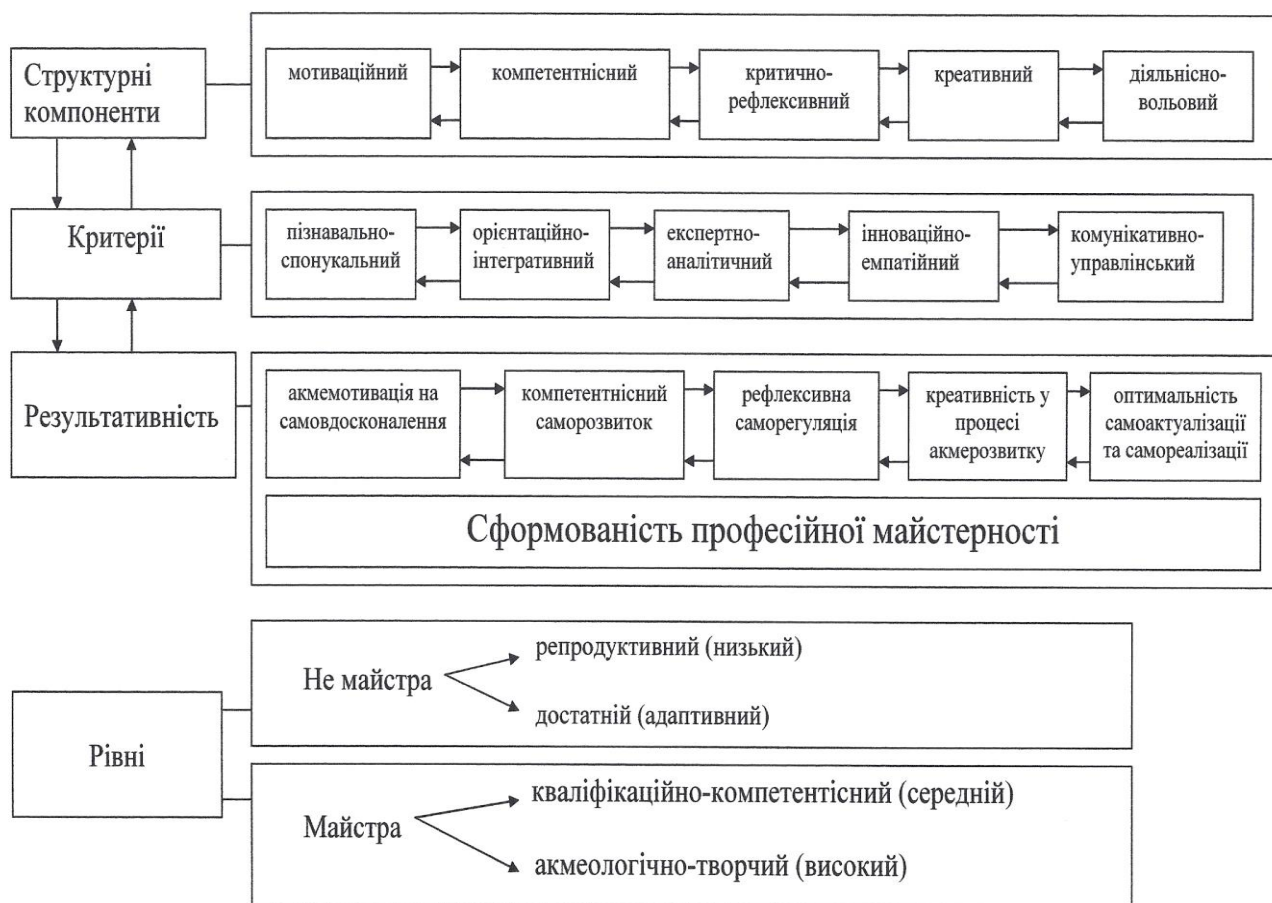 Структурні
компоненти
мотиваційний
компетентнісний
критично-
рефлексивний
креативний
діяльнісно-
вольовий
Критерії
пізнавально-
спонукальний
орієнтаційно-
інтегративний
експертно-
аналітичний
інноваційно-
емпатійний
комунікативно-
управлінський
Результативність
акмемотивація на
самовдосконалення
компетентнісний
саморозвиток
рефлексивна
саморегуляція
креативність у
процесі
акмерозвитку
оптимальність
самоактуалізації
та самореалізації
Сформованість професійної майстерності
Рівні
Не майстра
репродуктивний (низький)
достатній (адаптивний)
Майстра
кваліфікаційно-компетентісний (середній)
акмеологічно-творчий (високий)